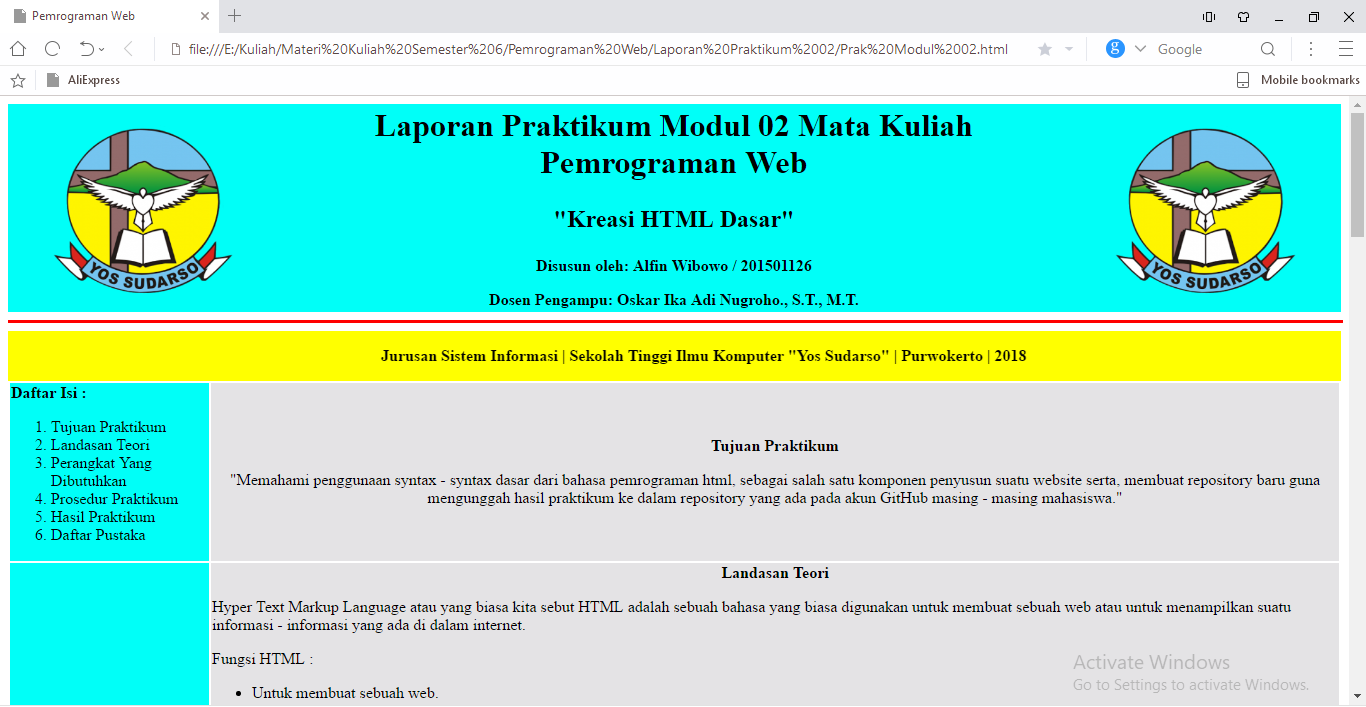 Pemrograman Web
file:///E:/Kuliah/Materi%20Kuliah%20Semester%206/Pemrograman%20Web/Laporan%20Praktikum%2002/Prak%20Modul%2002.html
g
Google
AliExpress
Mobile bookmarks
Laporan Praktikum Modul 02 Mata Kuliah
Pemrograman Web
"Kreasi HTML Dasar"
Disusun oleh: Alfin Wibowo / 201501126
Dosen Pengampu: Oskar Ika Adi Nugroho., S.T., M.T.
YOS SUDARSO
YOS SUDARSO
Jurusan Sistem Informasi | Sekolah Tinggi Ilmu Komputer "Yos Sudarso" | Purwokerto | 2018
Daftar Isi :
1. Tujuan Praktikum
2. Landasan Teori
3. Perangkat Yang
Dibutuhkan
4. Prosedur Praktikum
5. Hasil Praktikum
6. Daftar Pustaka
Tujuan Praktikum
"Memahami penggunaan syntax - syntax dasar dari bahasa pemrograman html, sebagai salah satu komponen penyusun suatu website serta, membuat repository baru guna
mengunggah hasil praktikum ke dalam repository yang ada pada akun GitHub masing - masing mahasiswa."
Landasan Teori
Hyper Text Markup Language atau yang biasa kita sebut HTML adalah sebuah bahasa yang biasa digunakan untuk membuat sebuah web atau untuk menampilkan suatu
informasi - informasi yang ada di dalam internet.
Fungsi HTML :
• Untuk membuat sebuah web.
Activate Windows
Go to Settings to activate Windows.